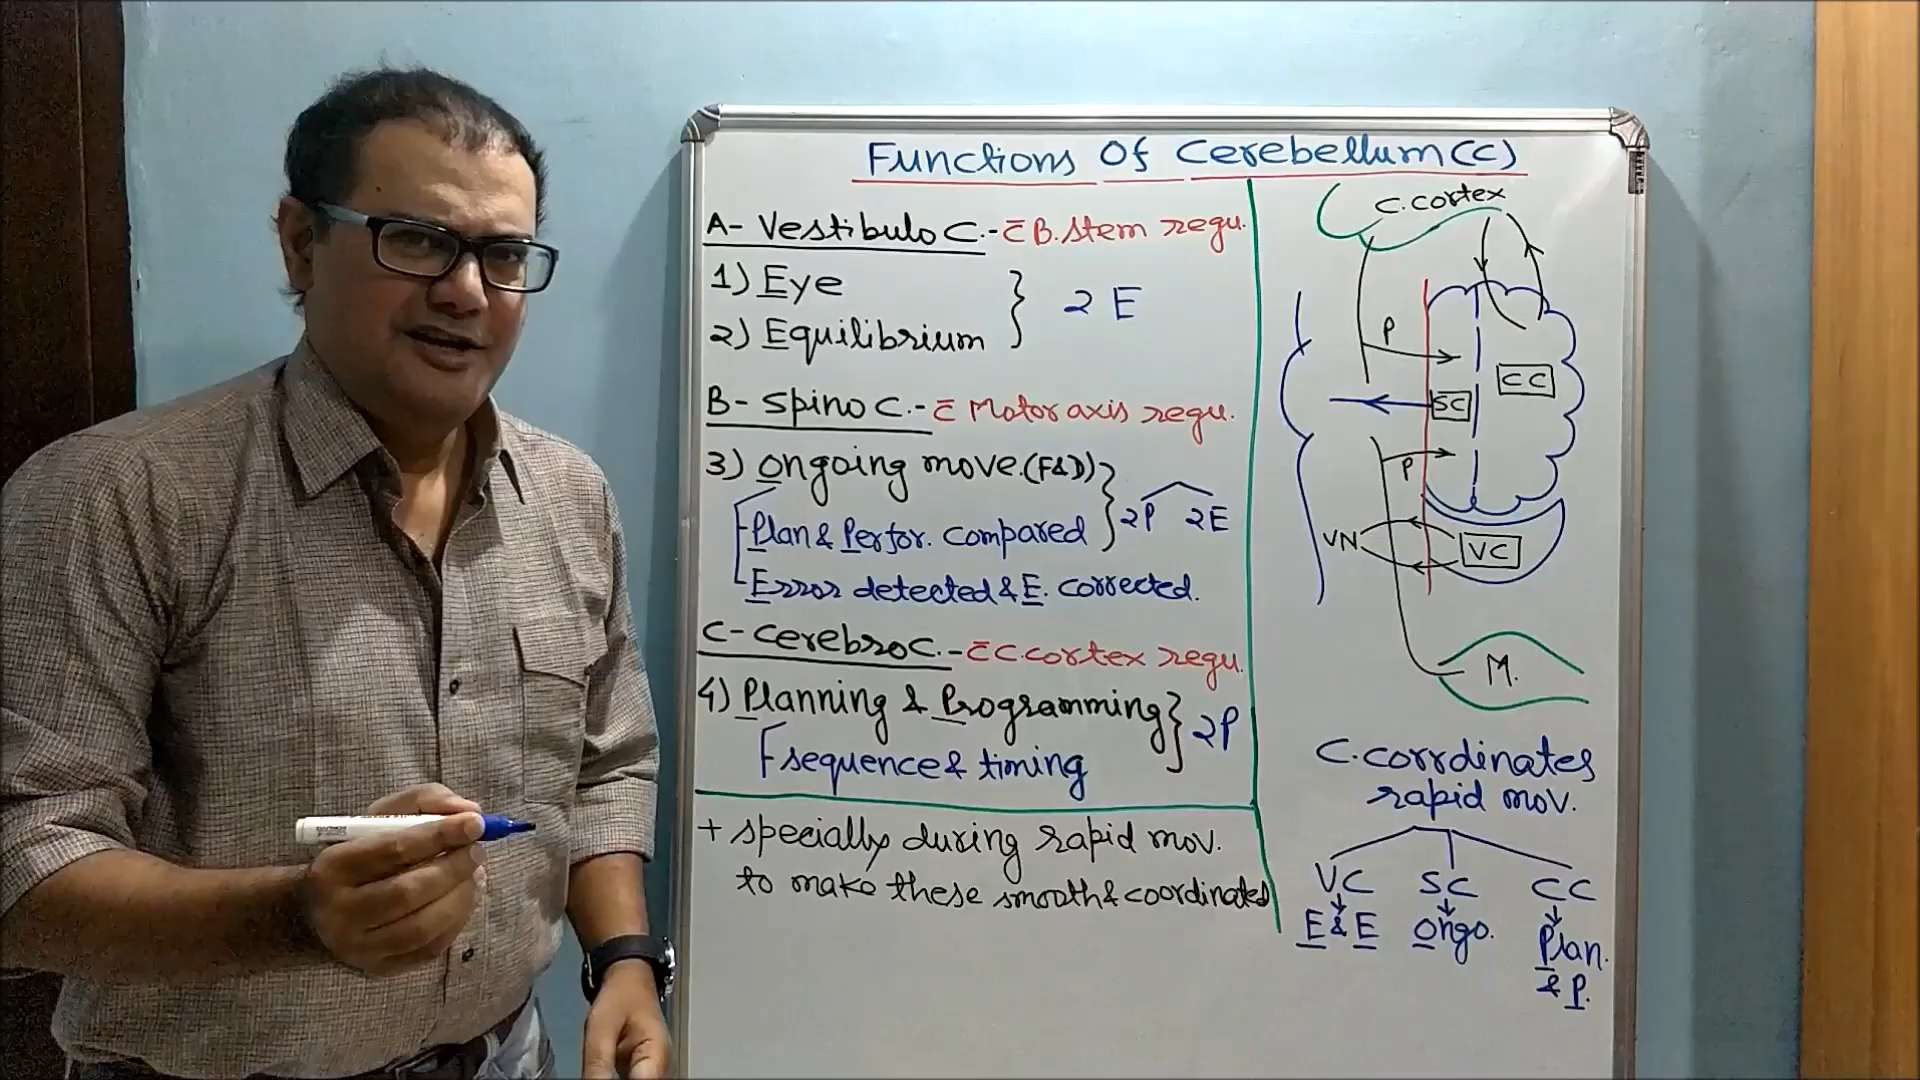 Functions Of Cerebellum (C)
A- Vestibulo C.- c̄ B.Stem regu.
1) Eye
2) Equilibrium
} 2 E
B- Spino C.- c̄ Motor axis regu.
3) Ongoing move.(F&D)
Plan & Perfor. Compared
} 2P 2E
Error detected & E. Corrected.
C- Cerebro C.- c̄ C.cortex regu.
4) Planning & Programming } 2P
sequence & timing
+ specially during rapid mov.
to make these smooth & coordinated
C.cortex
P
CC
SC
P
VN
VC
M.
C.corrdinates
rapid mov.
VC SC CC
E & E Ongo. Plan.
& P.